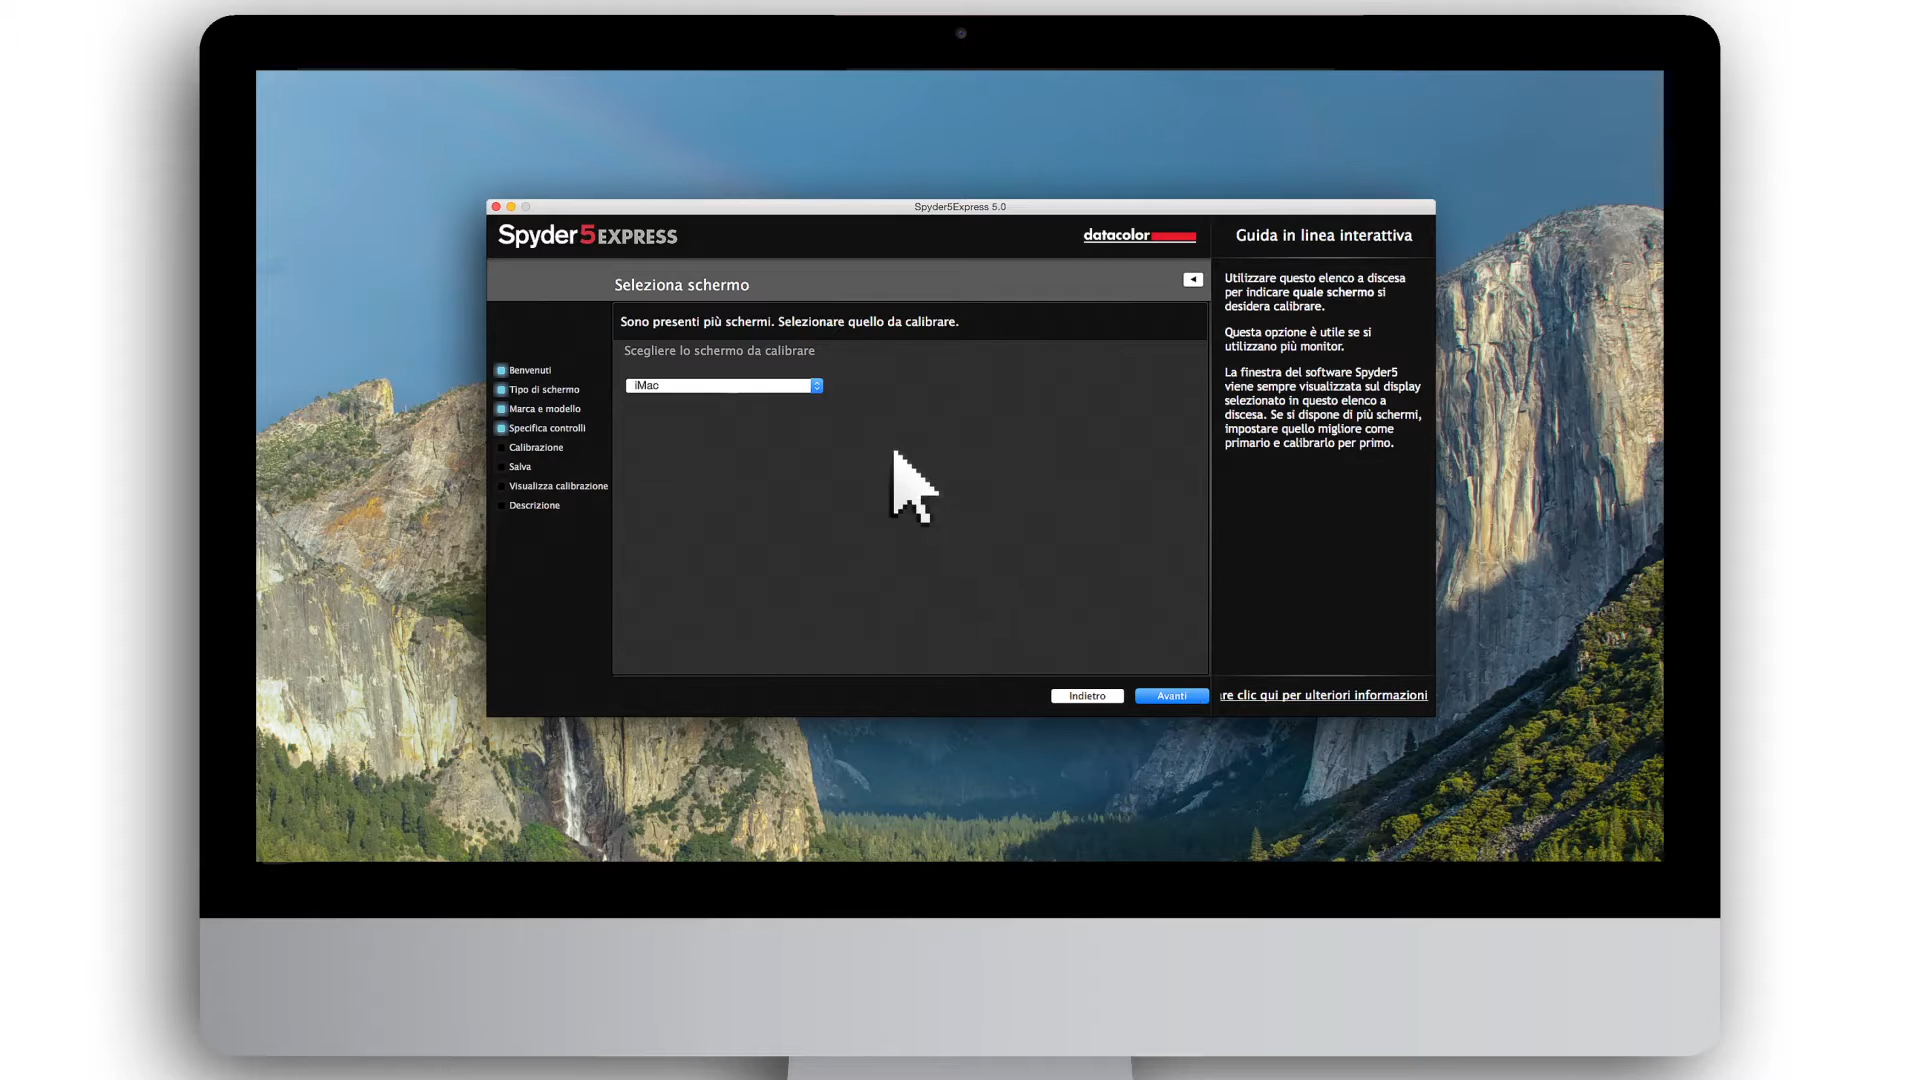 Spyder5Express 5.0
Spyder5EXPRESS
datacolor
Guida in linea interattiva
Seleziona schermo
Sono presenti più schermi. Selezionare quello da calibrare.
Scegliere lo schermo da calibrare
iMac
Benvenuti
Tipo di schermo
Marca e modello
Specifica controlli
Calibrazione
Salva
Visualizza calibrazione
Descrizione
Utilizzare questo elenco a discesa
per indicare quale schermo si
desidera calibrare.
Questa opzione è utile se si
utilizzano più monitor.
La finestra del software Spyder5
viene sempre visualizzata sul display
selezionato in questo elenco a
discesa. Se si dispone di più schermi,
impostare quello migliore come
primario e calibrarlo per primo.
Indietro
Avanti
re clic qui per ulteriori informazioni